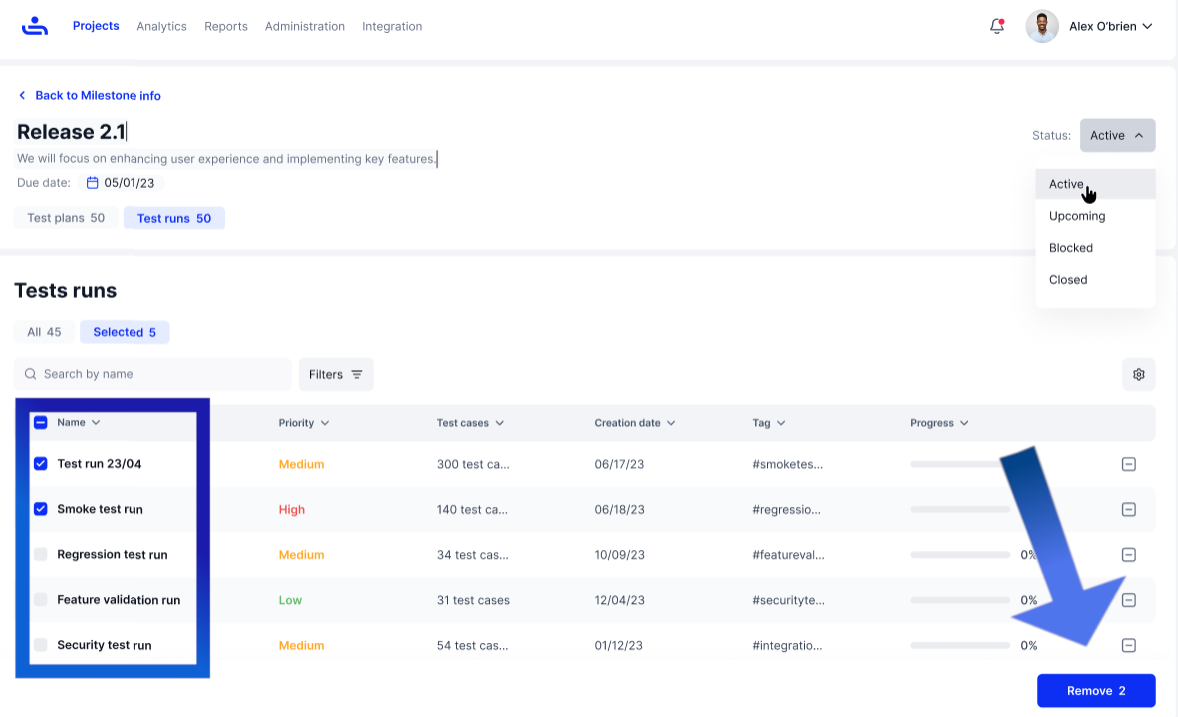 Projects Analytics Reports Administration Integration Alex O'brien
Back to Milestone info
Release 2.1
Status: Active
We will focus on enhancing user experience and implementing key features.
Due date: 05/01/23
Active
Upcoming
Test plans 50 Test runs 50
Blocked
Closed
Tests runs
All 45 Selected 5
Search by name Filters
Name Priority Test cases Creation date Tag Progress
Test run 23/04 Medium 300 test ca... 06/17/23 #smoketes...
Smoke test run High 140 test ca... 06/18/23 #regressio...
Regression test run Medium 34 test cas... 10/09/23 #featureval... 0%
Feature validation run Low 31 test cases 12/04/23 #securityte... 0%
Security test run Medium 54 test cas... 01/12/23 #integratio... 0%
Remove 2